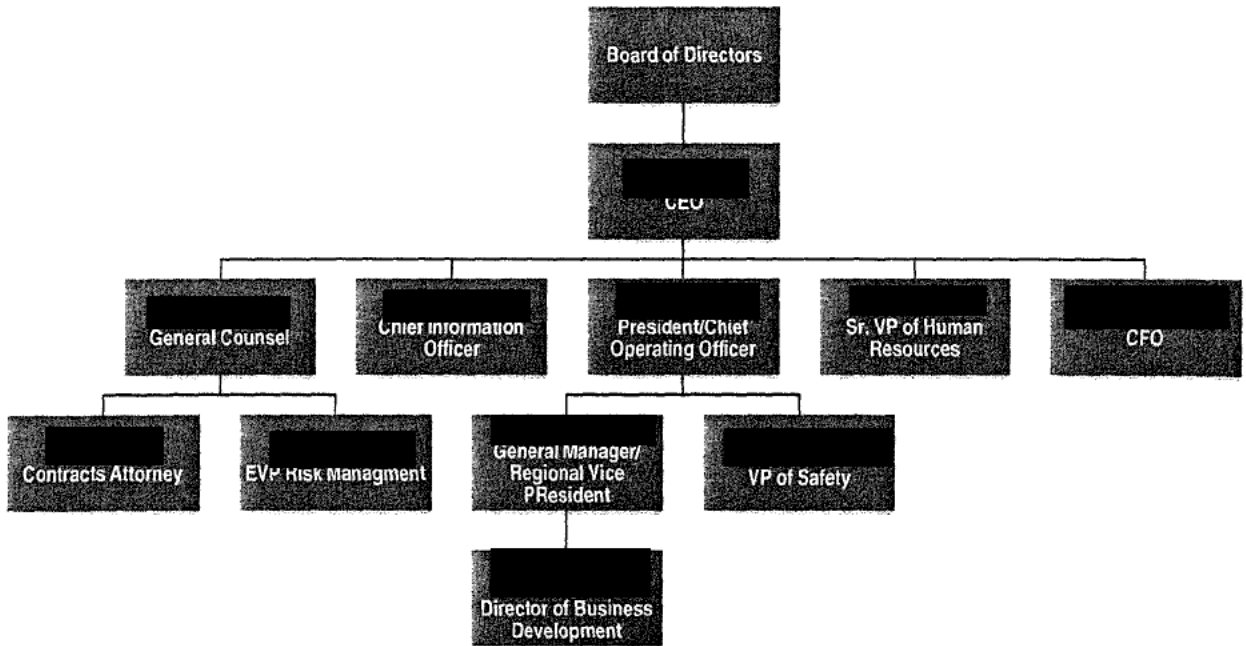 Board of Directors
CEO
General Counsel
Chief Information
Officer
President/Chief
Operating Officer
Sr. VP of Human
Resources
CFO
Contracts Attorney
EVP Risk Managment
General Manager/
Regional Vice
PResident
VP of Safety
Director of Business
Development